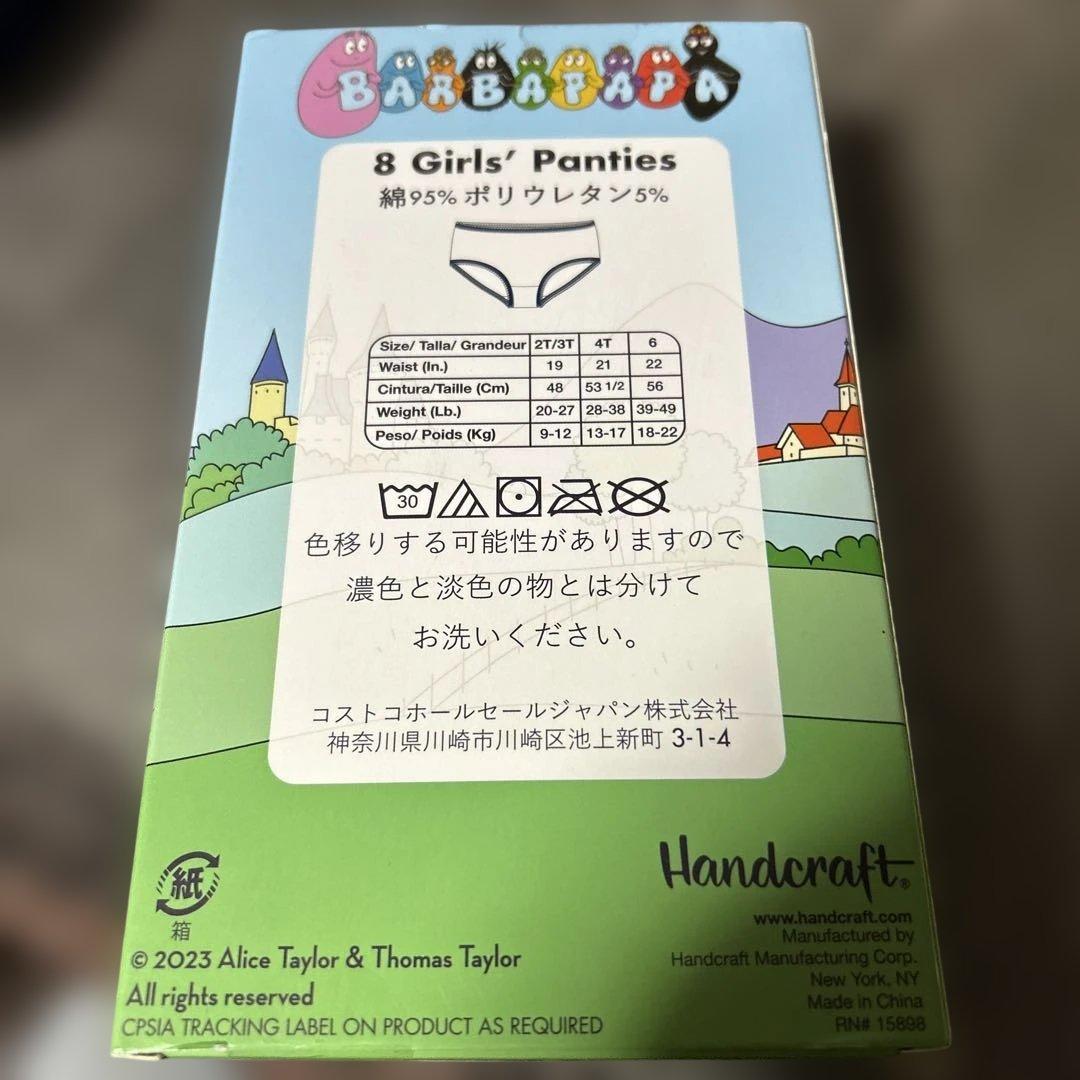 BARBAPAPA
8 Girls' Panties
綿95% ポリウレタン5%
Size/ Talla/ Grandeur 2T/3T 4T 6
Waist (In.) 19 21 22
Cintura/Taille (Cm) 48 53 1/2 56
Weight (Lb.) 20-27 28-38 39-49
Peso/ Poids (Kg) 9-12 13-17 18-22
30
色移りする可能性がありますので
濃色と淡色の物とは分けて
お洗いください。
コストコホールセールジャパン株式会社
神奈川県川崎市川崎区池上新町 3-1-4
紙
箱
Handcraft®
www.handcraft.com
Manufactured by
Handcraft Manufacturing Corp.
New York, NY
Made in China
RN# 15898
© 2023 Alice Taylor & Thomas Taylor
All rights reserved
CPSIA TRACKING LABEL ON PRODUCT AS REQUIRED